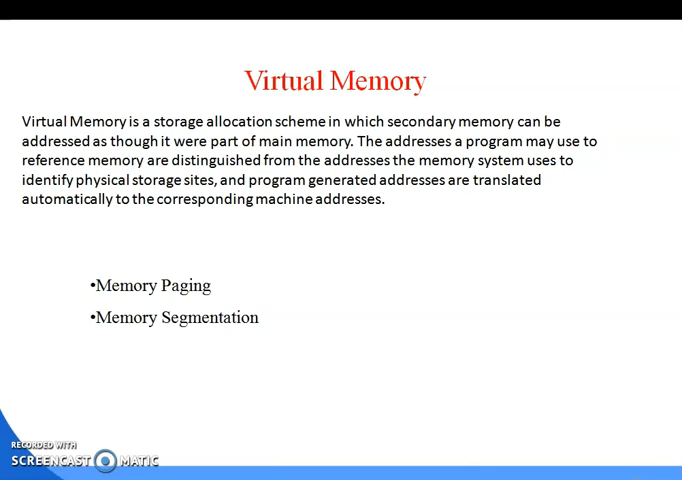 Virtual Memory
Virtual Memory is a storage allocation scheme in which secondary memory can be
addressed as though it were part of main memory. The addresses a program may use to
reference memory are distinguished from the addresses the memory system uses to
identify physical storage sites, and program generated addresses are translated
automatically to the corresponding machine addresses.
•Memory Paging
•Memory Segmentation
RECORDED WITH
SCREENCAST MATIC